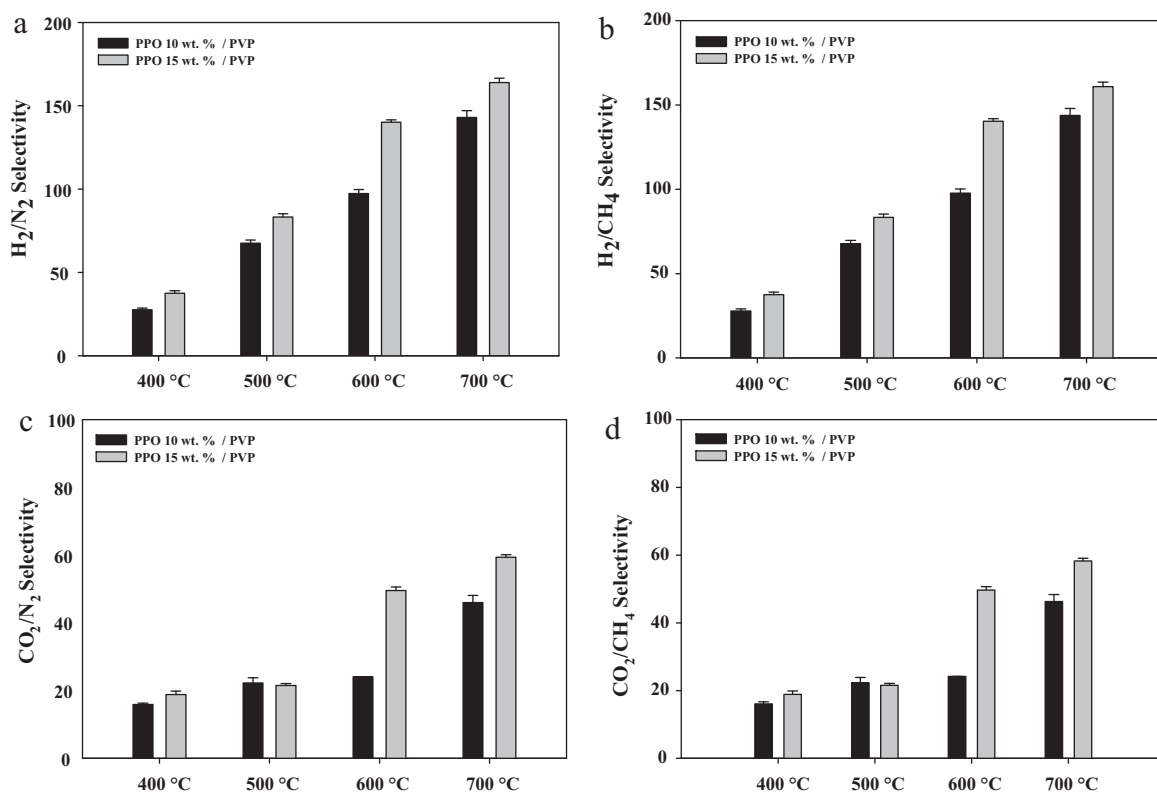 a
200
150
100
50
0
H₂/N₂ Selectivity
PPO 10 wt. % / PVP
PPO 15 wt. % / PVP
400 °C 500 °C 600 °C 700 °C
b
200
150
100
50
0
H₂/CH₄ Selectivity
PPO 10 wt. % / PVP
PPO 15 wt. % / PVP
400 °C 500 °C 600 °C 700 °C
c
100
80
60
40
20
0
CO₂/N₂ Selectivity
PPO 10 wt. % / PVP
PPO 15 wt. % / PVP
400 °C 500 °C 600 °C 700 °C
d
100
80
60
40
20
0
CO₂/CH₄ Selectivity
PPO 10 wt. % / PVP
PPO 15 wt. % / PVP
400 °C 500 °C 600 °C 700 °C